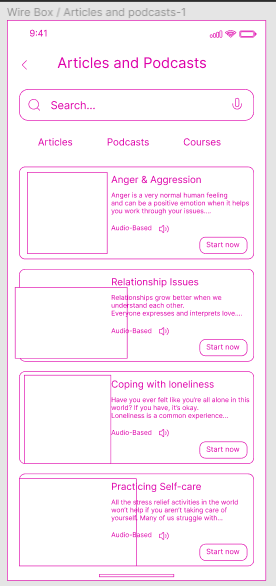 Wire Box / Articles and podcasts-1
9:41
Articles and Podcasts
Search...
Articles
Podcasts
Courses
Anger & Aggression
Anger is a very normal human feeling
and can be a positive emotion when it helps
you work through your issues....
Audio-Based
Start now
Relationship Issues
Relationships grow better when we
understand each other.
Everyone expresses and interprets love....
Audio-Based
Start now
Coping with loneliness
Have you ever felt like you're all alone in this
world? If you have, it's okay.
Loneliness is a common experience...
Audio-Based
Start now
Practicing Self-care
All the stress relief activities in the world
won't help if you aren't taking care of
yourself. Many of us struggle with...
Audio-Based
Start now